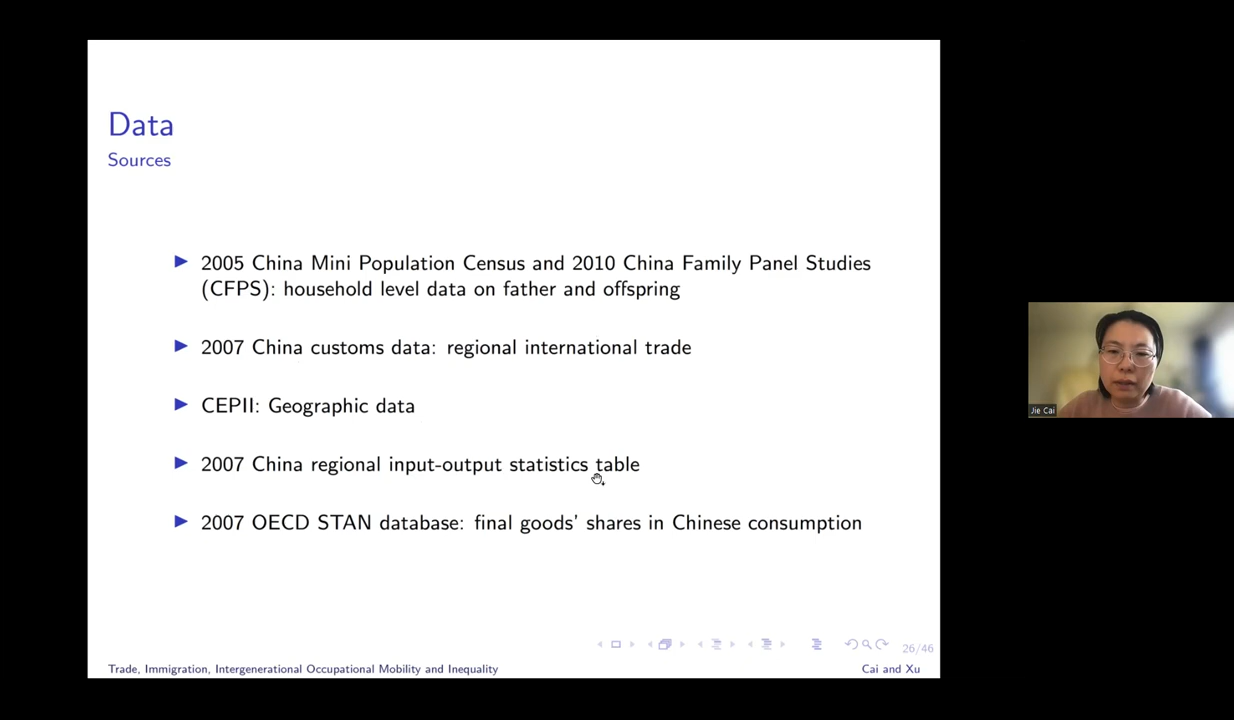 Data
Sources
2005 China Mini Population Census and 2010 China Family Panel Studies
(CFPS): household level data on father and offspring
2007 China customs data: regional international trade
CEPII: Geographic data
2007 China regional input-output statistics table
2007 OECD STAN database: final goods' shares in Chinese consumption
26/46
Trade, Immigration, Intergenerational Occupational Mobility and Inequality
Cai and Xu
Jie Cai